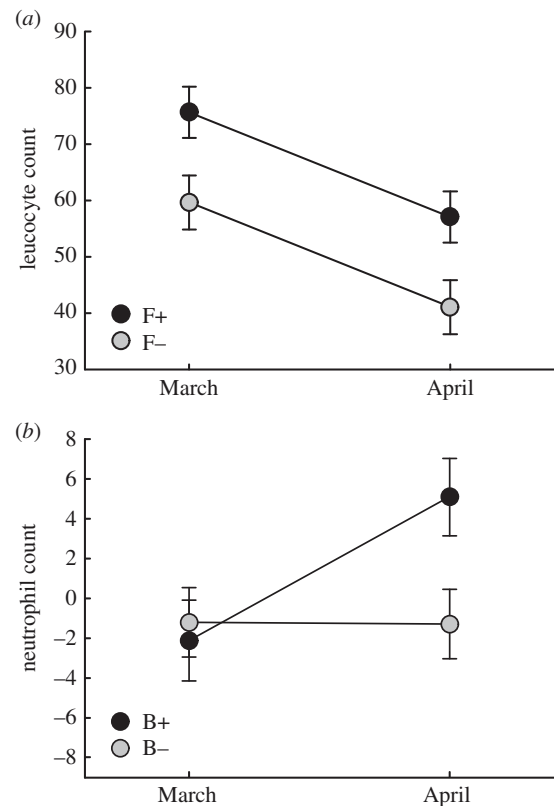 (a)
90
80
70
60
50
40
30
leucocyte count
F+
F–
March April
(b)
8
6
4
2
0
–2
–4
–6
–8
neutrophil count
B+
B–
March April